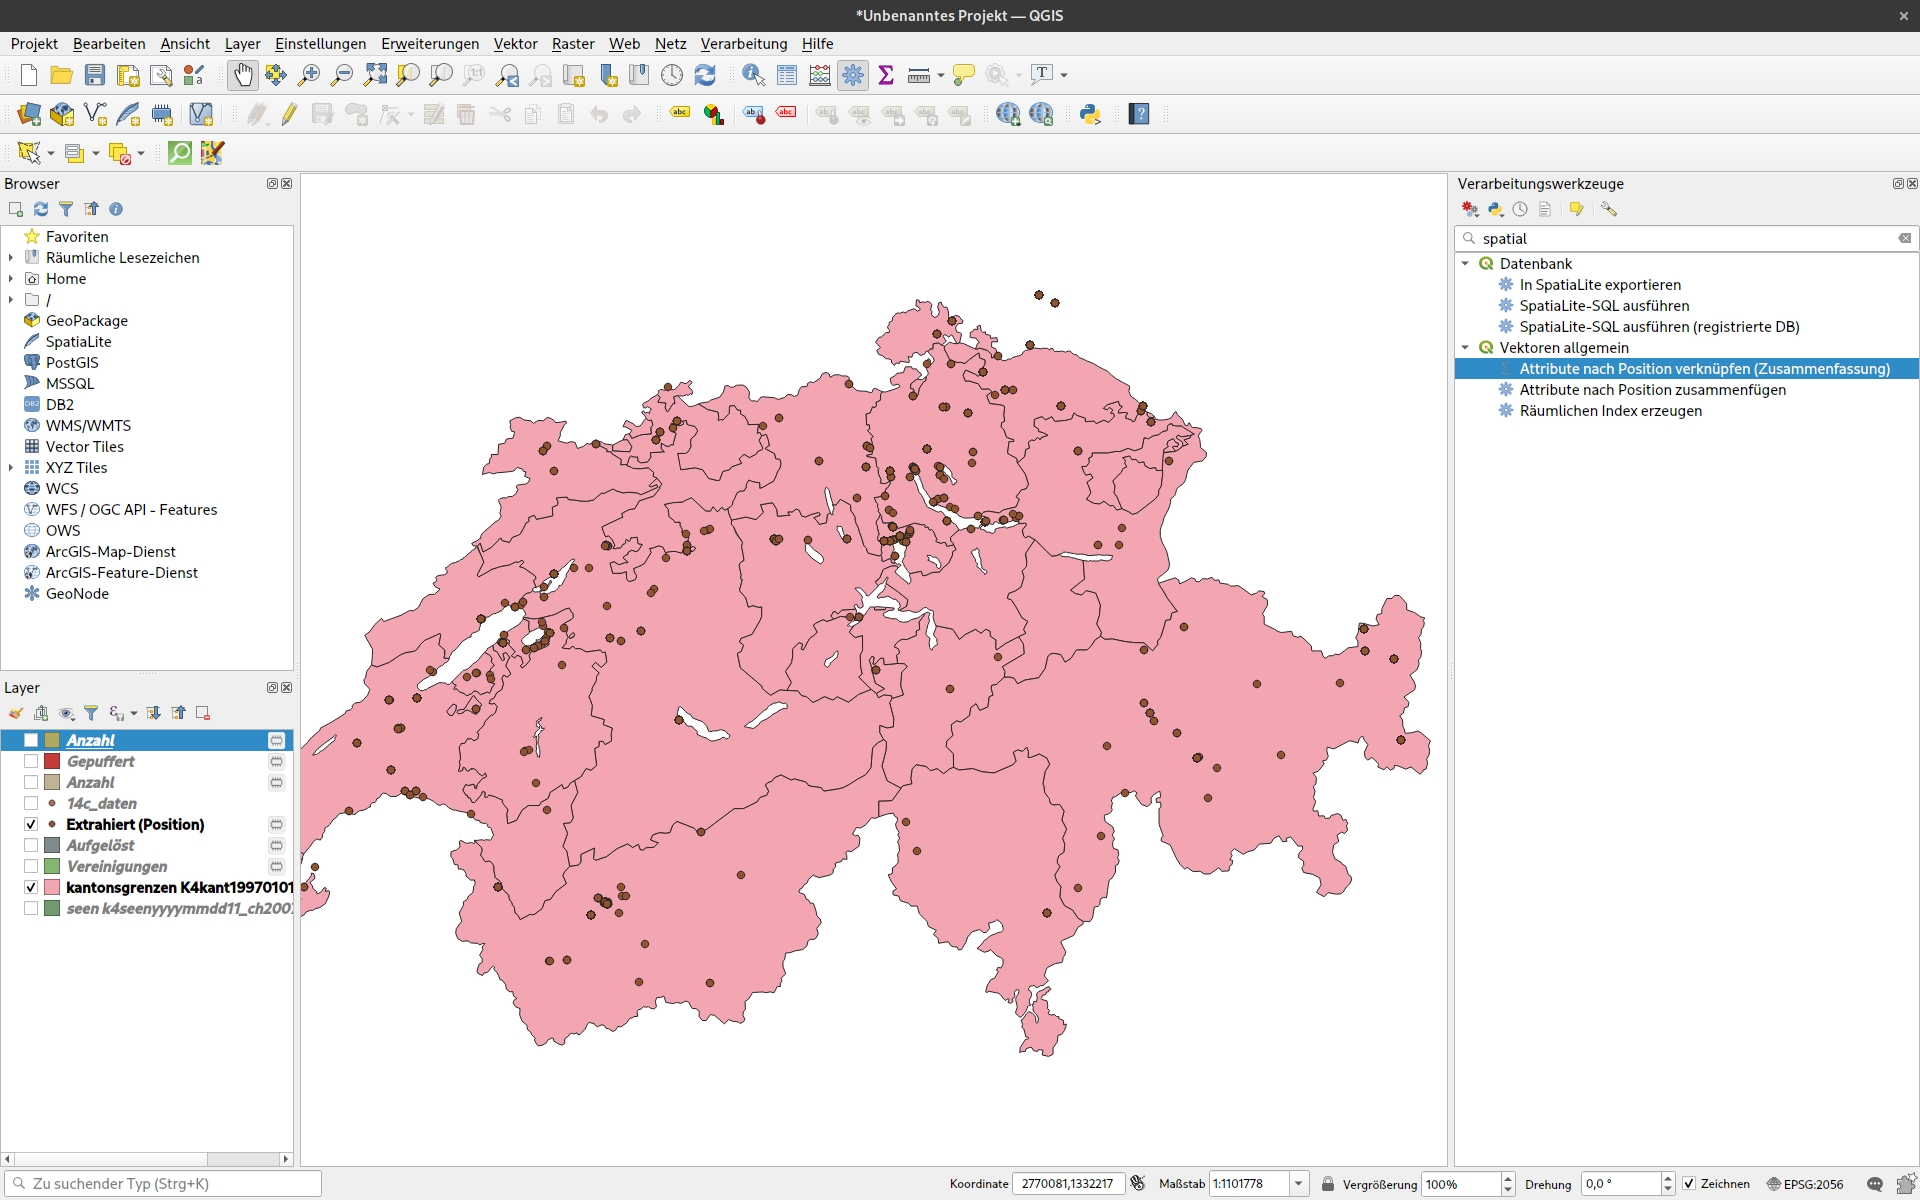 *Unbenanntes Projekt — QGIS
Projekt Bearbeiten Ansicht Layer Einstellungen Erweiterungen Vektor Raster Web Netz Verarbeitung Hilfe
Browser
Favoriten
Räumliche Lesezeichen
Home
/
GeoPackage
SpatiaLite
PostGIS
MSSQL
DB2
WMS/WMTS
Vector Tiles
XYZ Tiles
WCS
WFS / OGC API - Features
OWS
ArcGIS-Map-Dienst
ArcGIS-Feature-Dienst
GeoNode
Layer
Anzahl
Gepuffert
Anzahl
14c_daten
Extrahiert (Position)
Aufgelöst
Vereinigungen
kantonsgrenzen K4kant19970101
seen k4seenyyyymmdd11_ch200
Verarbeitungswerkzeuge
spatial
Datenbank
In SpatiaLite exportieren
SpatiaLite-SQL ausführen
SpatiaLite-SQL ausführen (registrierte DB)
Vektoren allgemein
Attribute nach Position verknüpfen (Zusammenfassung)
Attribute nach Position zusammenfügen
Räumlichen Index erzeugen
Zu suchender Typ (Strg+K)
Koordinate 2770081,1332217 Maßstab 1:1101778 Vergrößerung 100% Drehung 0,0 ° Zeichnen EPSG:2056